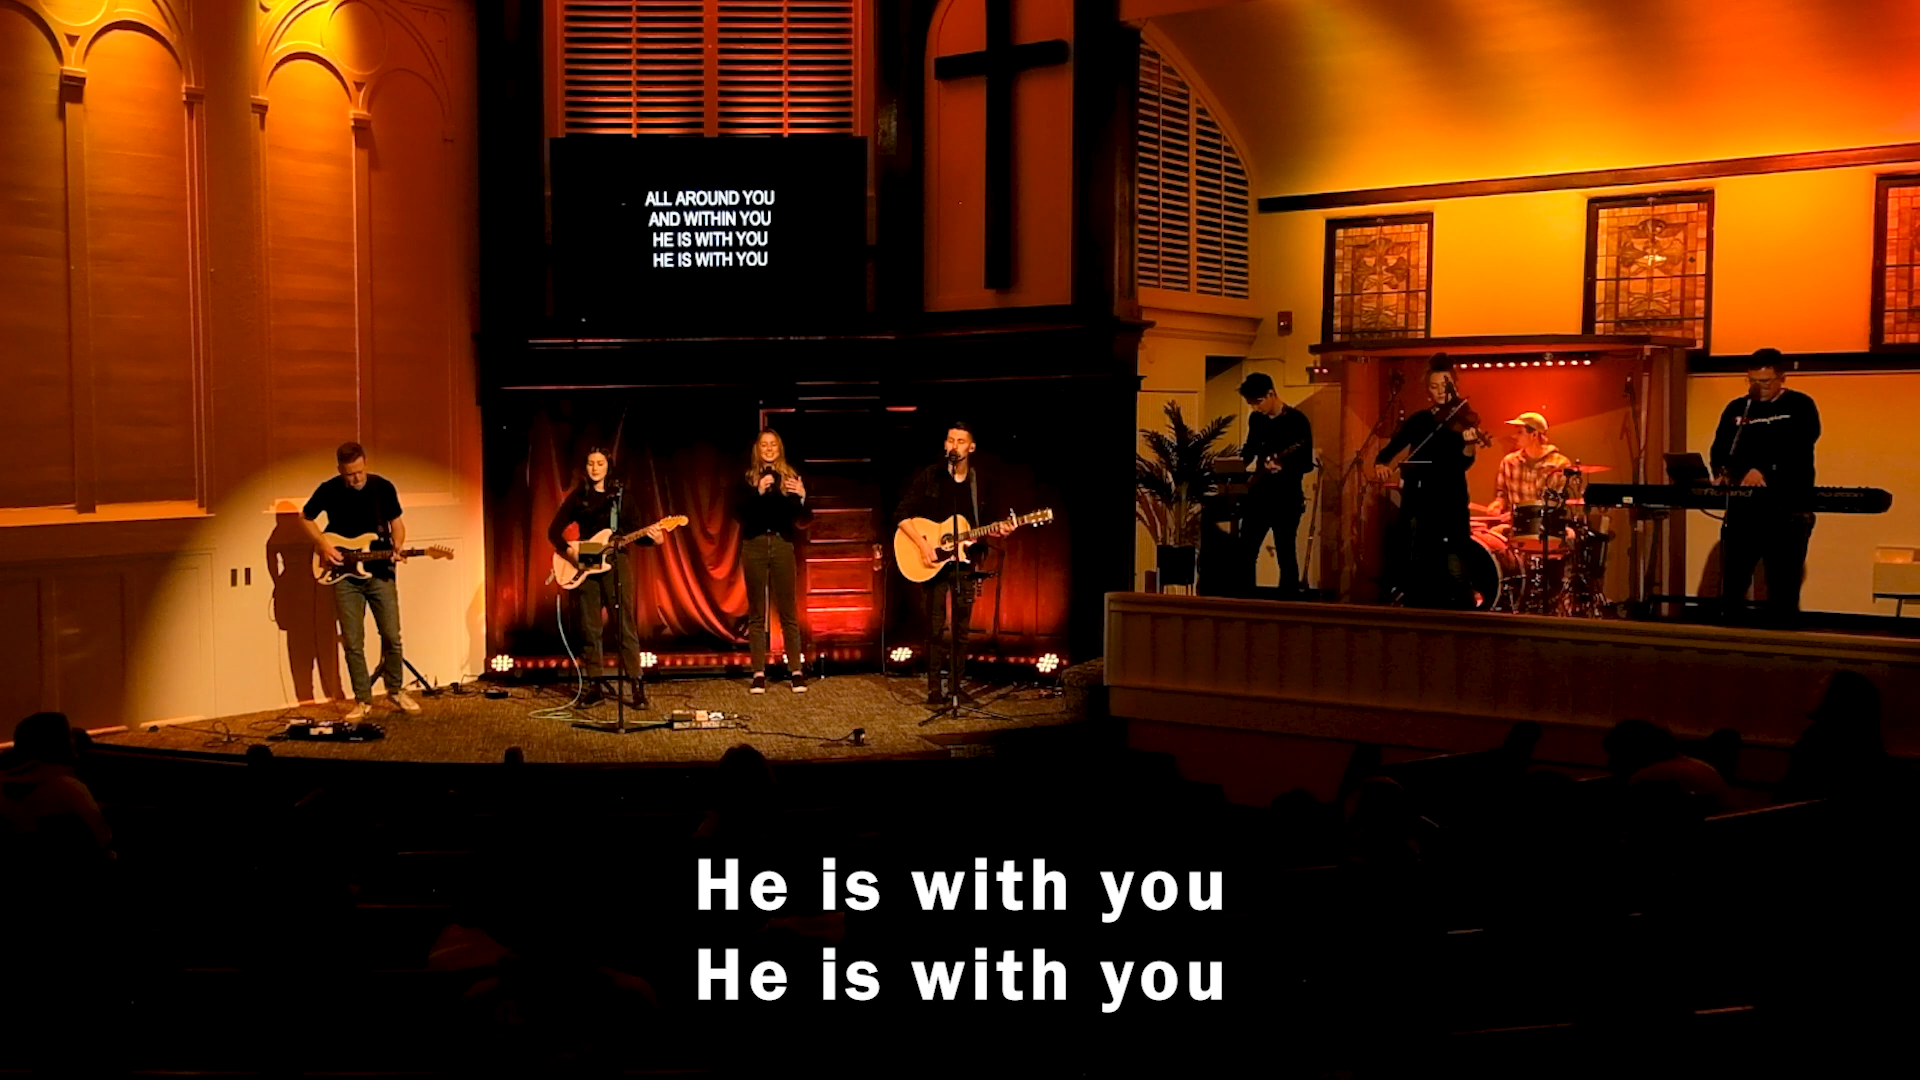 ALL AROUND YOU
AND WITHIN YOU
HE IS WITH YOU
HE IS WITH YOU
Roland
He is with you
He is with you